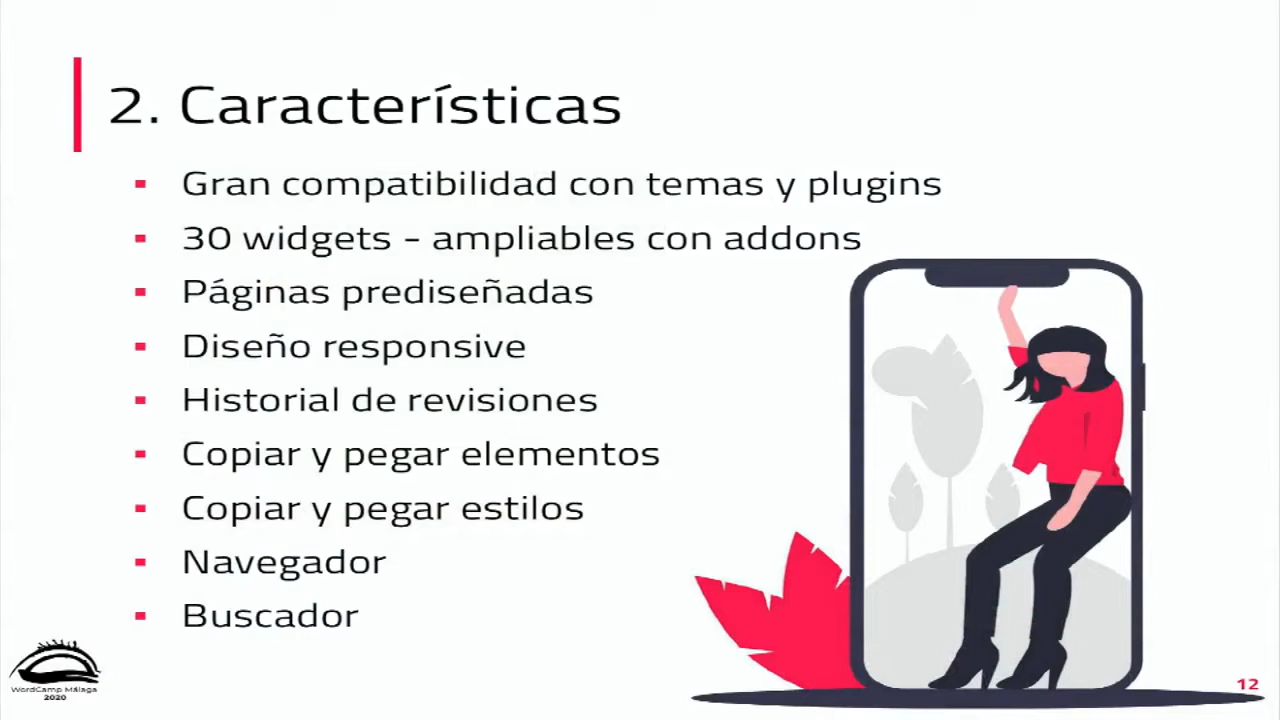 2. Características
Gran compatibilidad con temas y plugins
30 widgets - ampliables con addons
Páginas prediseñadas
Diseño responsive
Historial de revisiones
Copiar y pegar elementos
Copiar y pegar estilos
Navegador
Buscador
WordCamp Málaga
2020
12